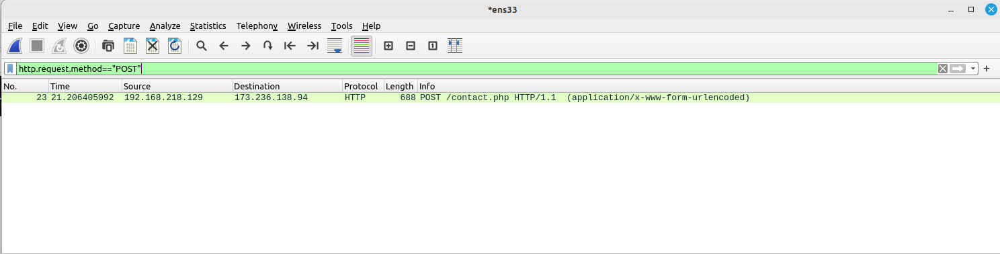 *ens33
File Edit View Go Capture Analyze Statistics Telephony Wireless Tools Help
http.request.method=="POST"
No. Time Source Destination Protocol Length Info
23 21.206405092 192.168.218.129 173.236.138.94 HTTP 688 POST /contact.php HTTP/1.1 (application/x-www-form-urlencoded)